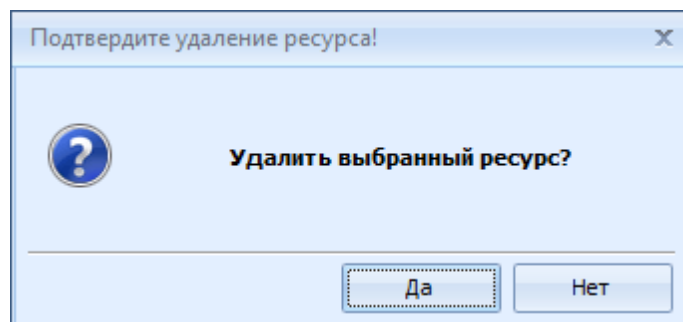 Подтвердите удаление ресурса!
Удалить выбранный ресурс?
Да Нет